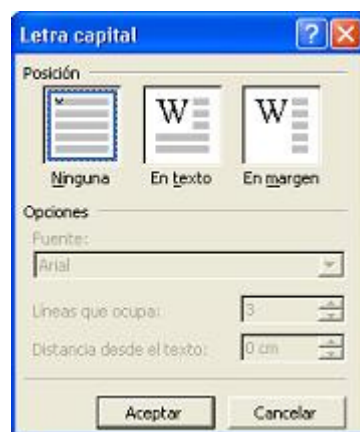 Letra capital
Posición
W W
Ninguna En texto En margen
Opciones
Fuente:
Arial
Líneas que ocupa: 3
Distancia desde el texto: 0 cm
Aceptar Cancelar